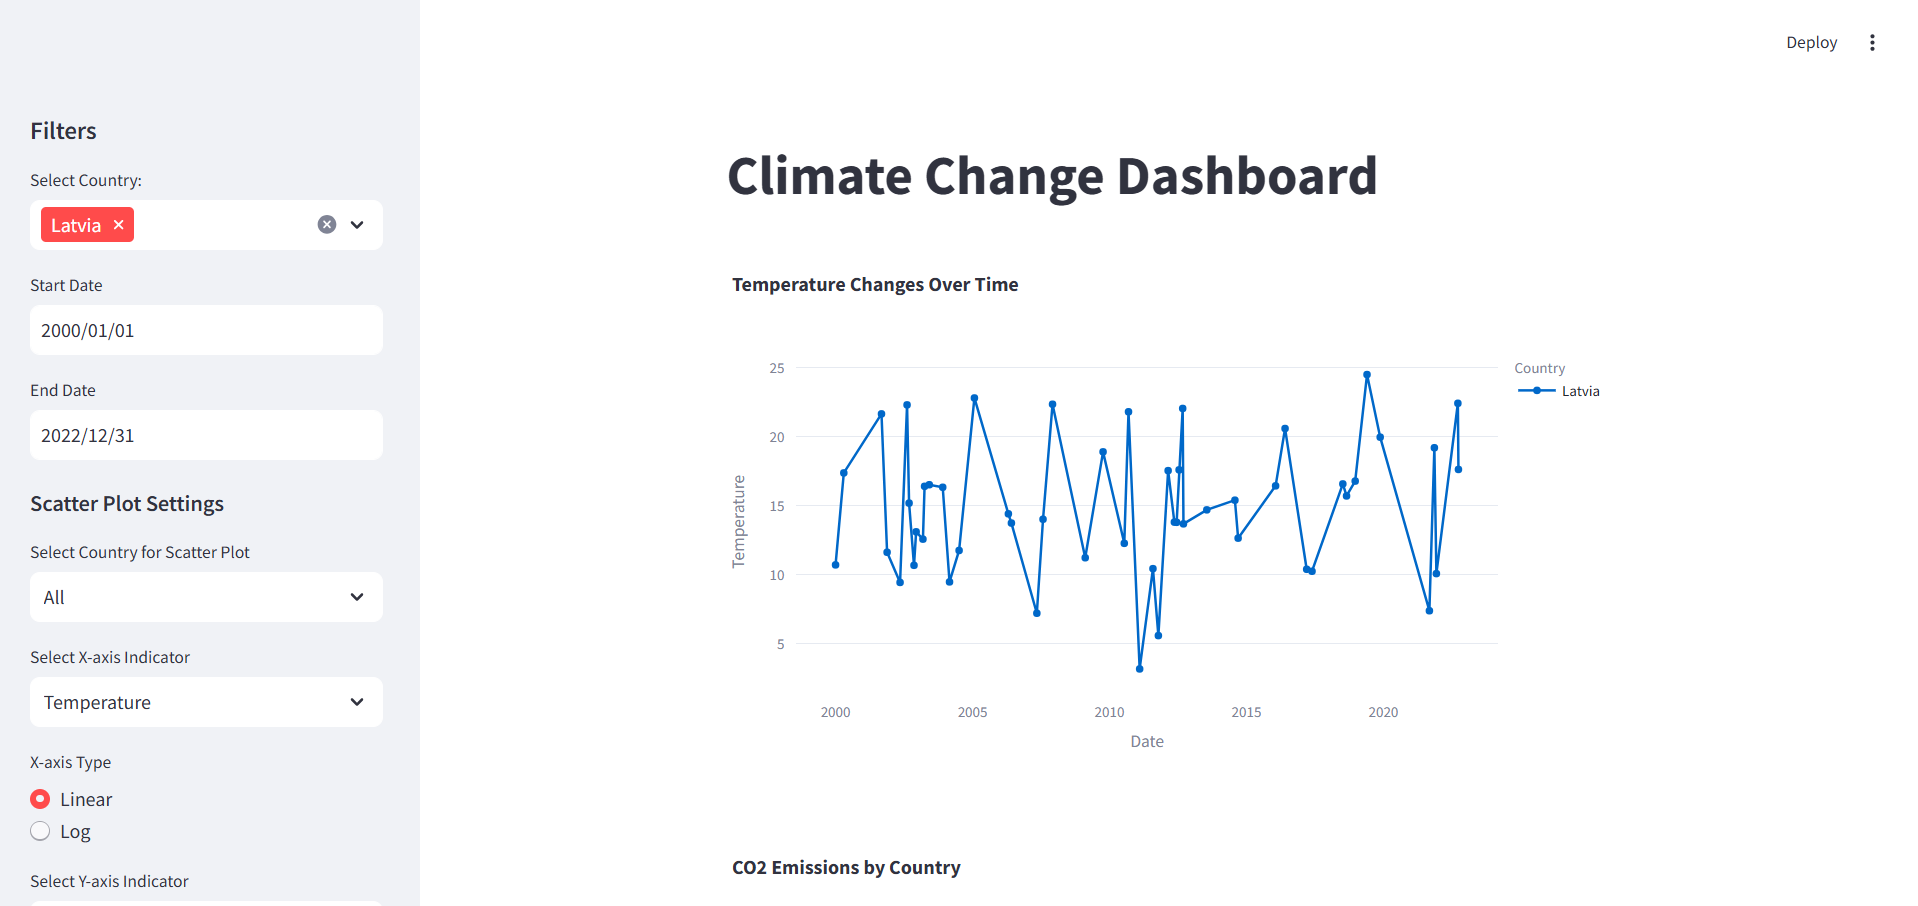 Deploy
Filters
Select Country:
Latvia
Start Date
2000/01/01
End Date
2022/12/31
Scatter Plot Settings
Select Country for Scatter Plot
All
Select X-axis Indicator
Temperature
X-axis Type
Linear
Log
Select Y-axis Indicator
Climate Change Dashboard
Temperature Changes Over Time
25
20
15
10
5
Temperature
2000 2005 2010 2015 2020
Date
Country
Latvia
CO2 Emissions by Country